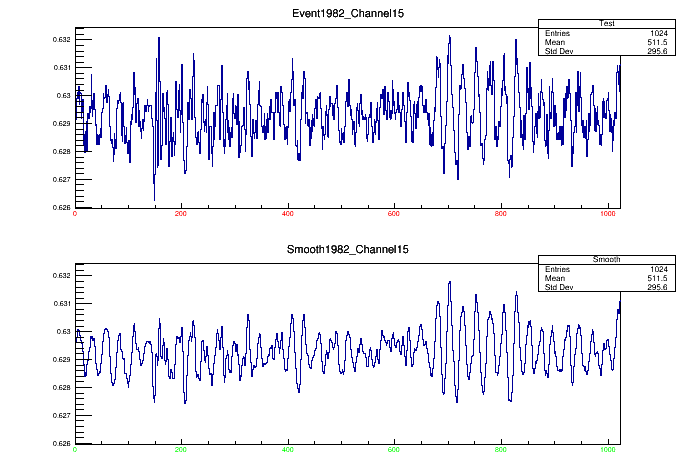 Event1982_Channel15
Test
Entries 1024
Mean 511.5
Std Dev 295.6
0.632
0.631
0.63
0.629
0.628
0.627
0.626
0 200 400 600 800 1000
Smooth1982_Channel15
Smooth
Entries 1024
Mean 511.5
Std Dev 295.6
0.632
0.631
0.63
0.629
0.628
0.627
0.626
0 200 400 600 800 1000